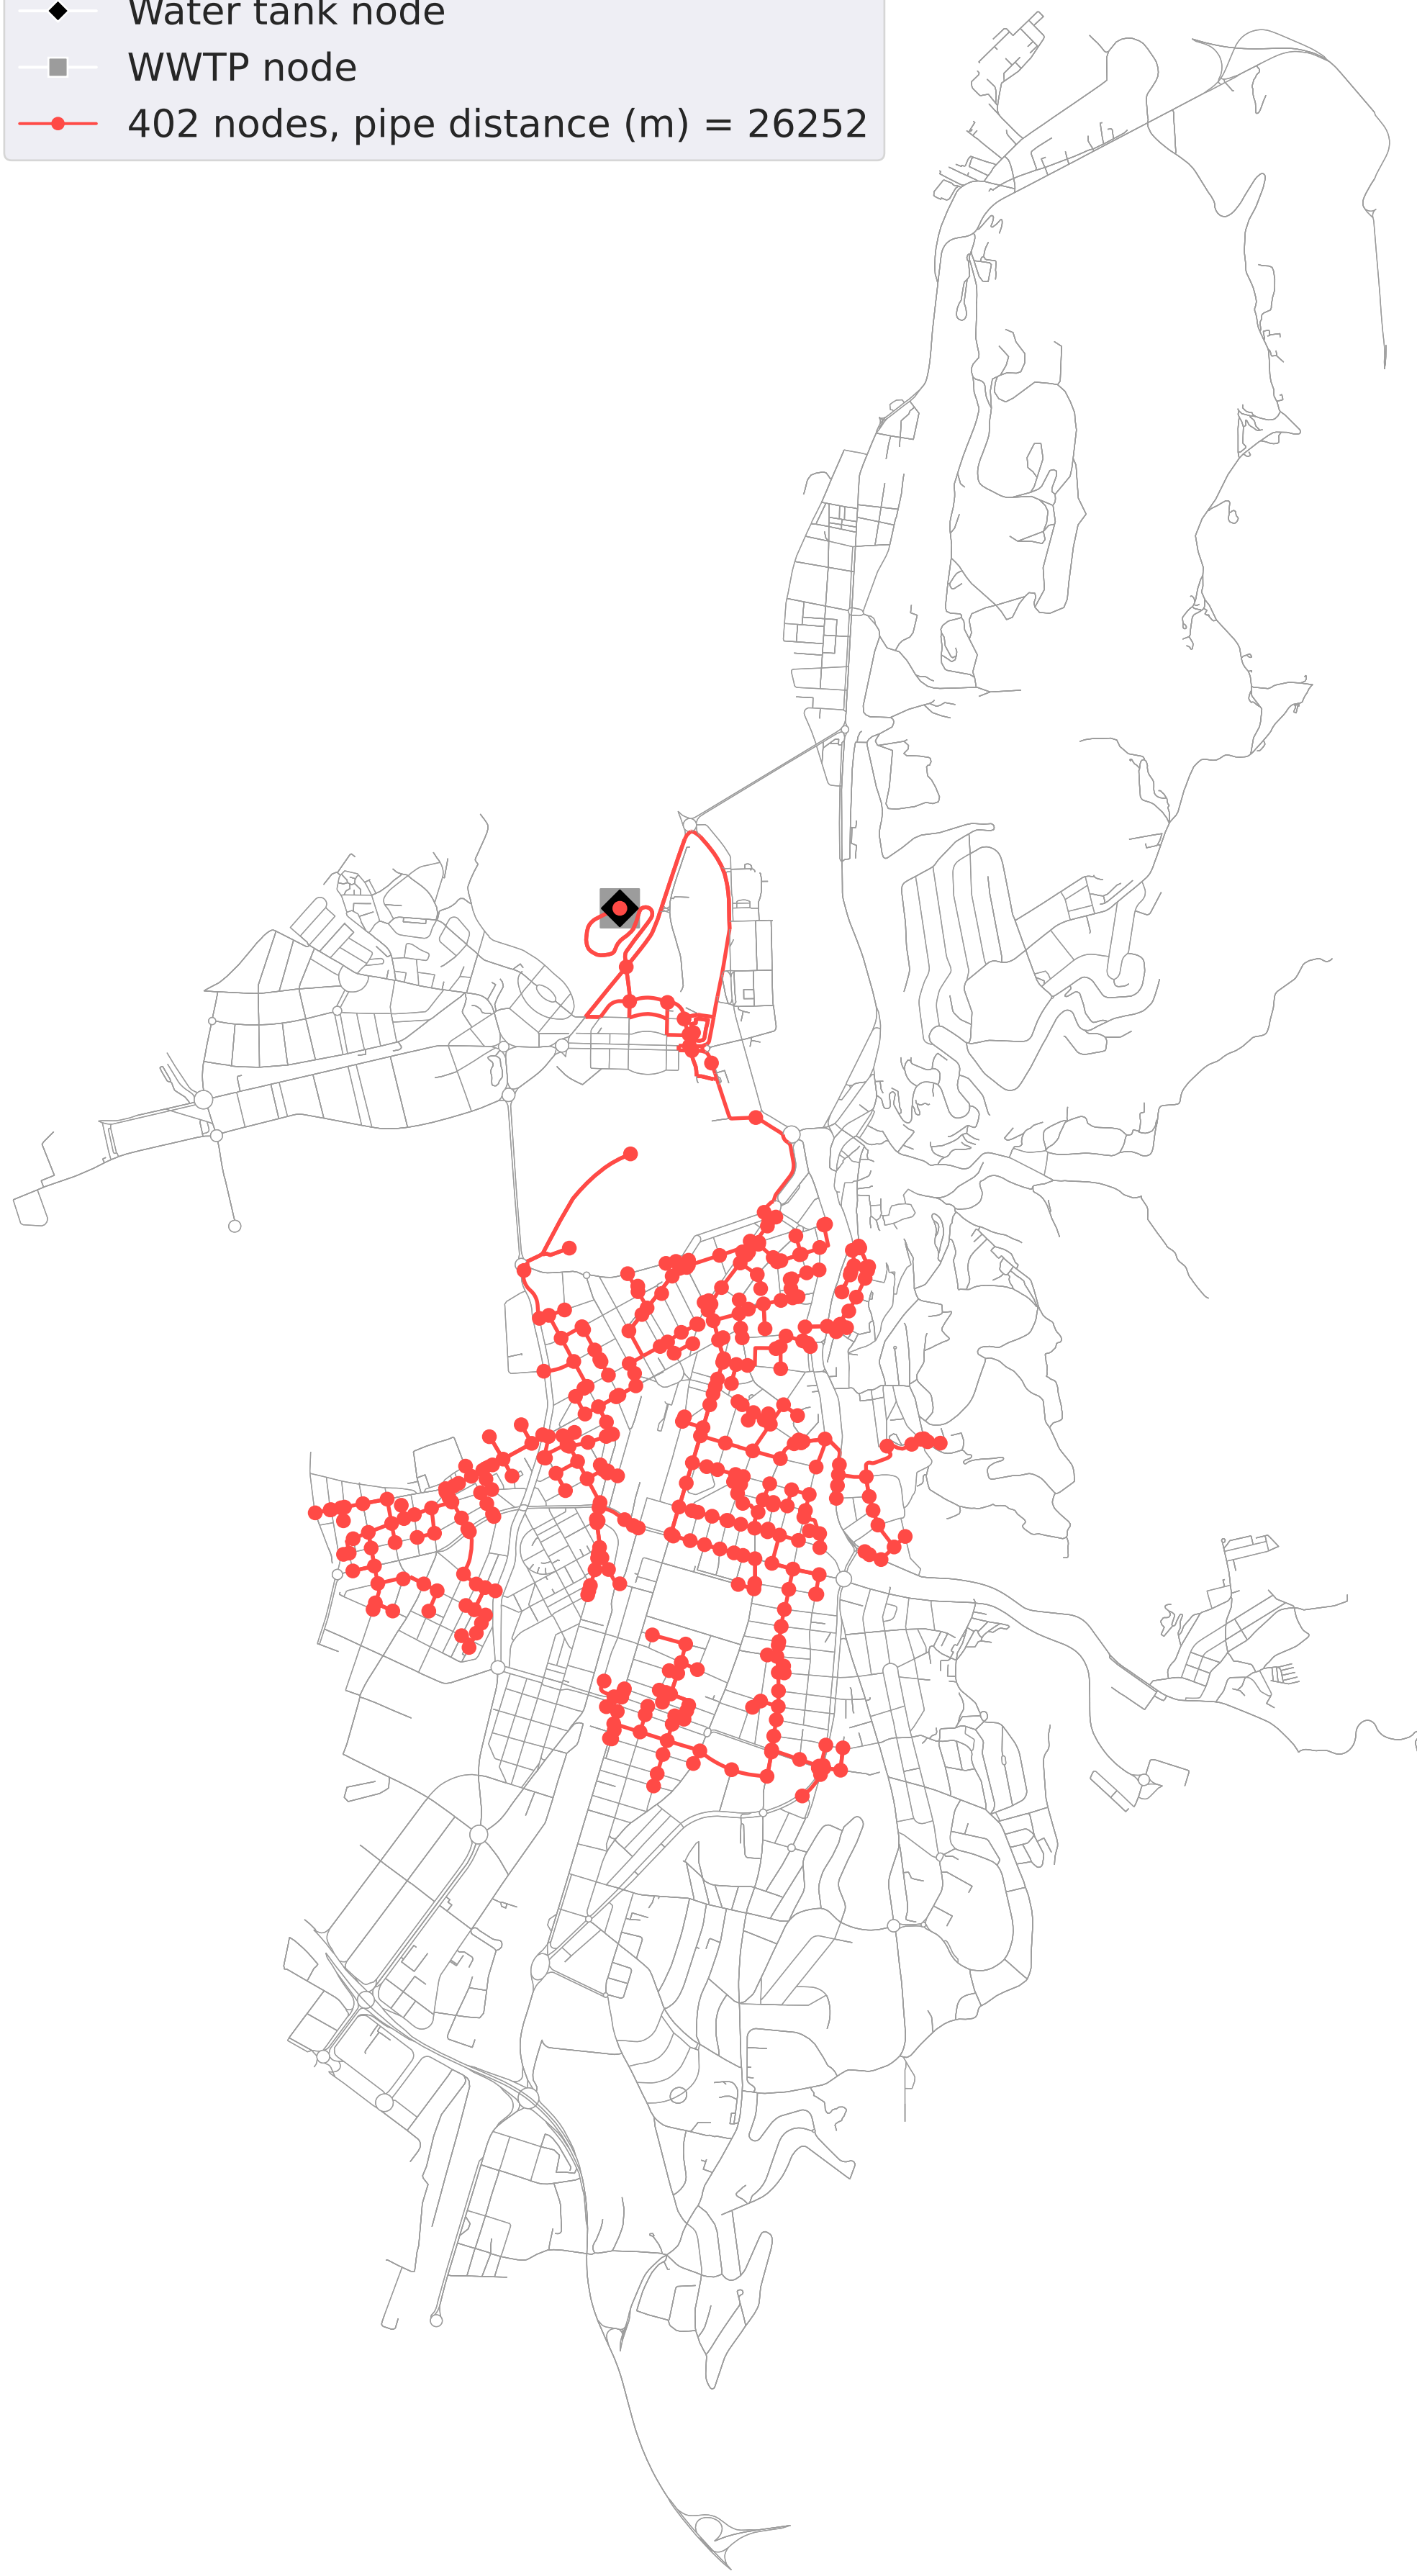 Water tank node
WWTP node
402 nodes, pipe distance (m) = 26252